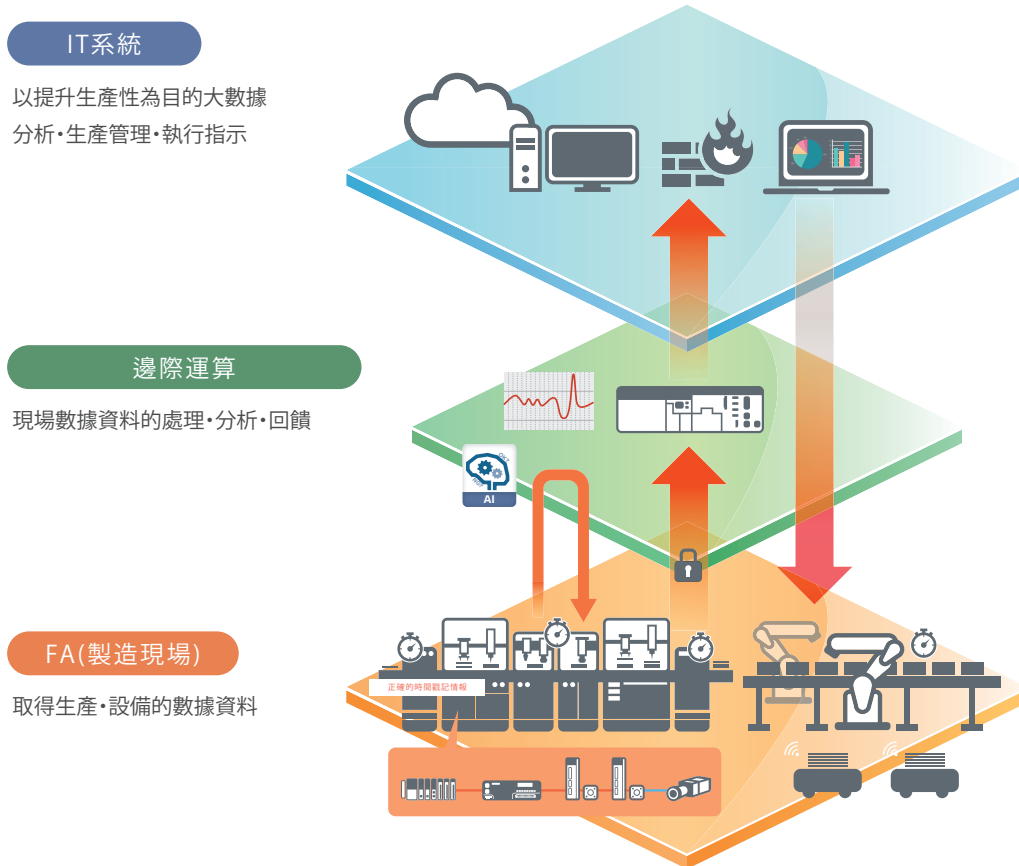 IT系統
以提升生產性為目的大數據
分析・生產管理・執行指示
邊際運算
現場數據資料的處理・分析・回饋
AI
FA(製造現場)
取得生產・設備的數據資料
正確的時間戳記情報